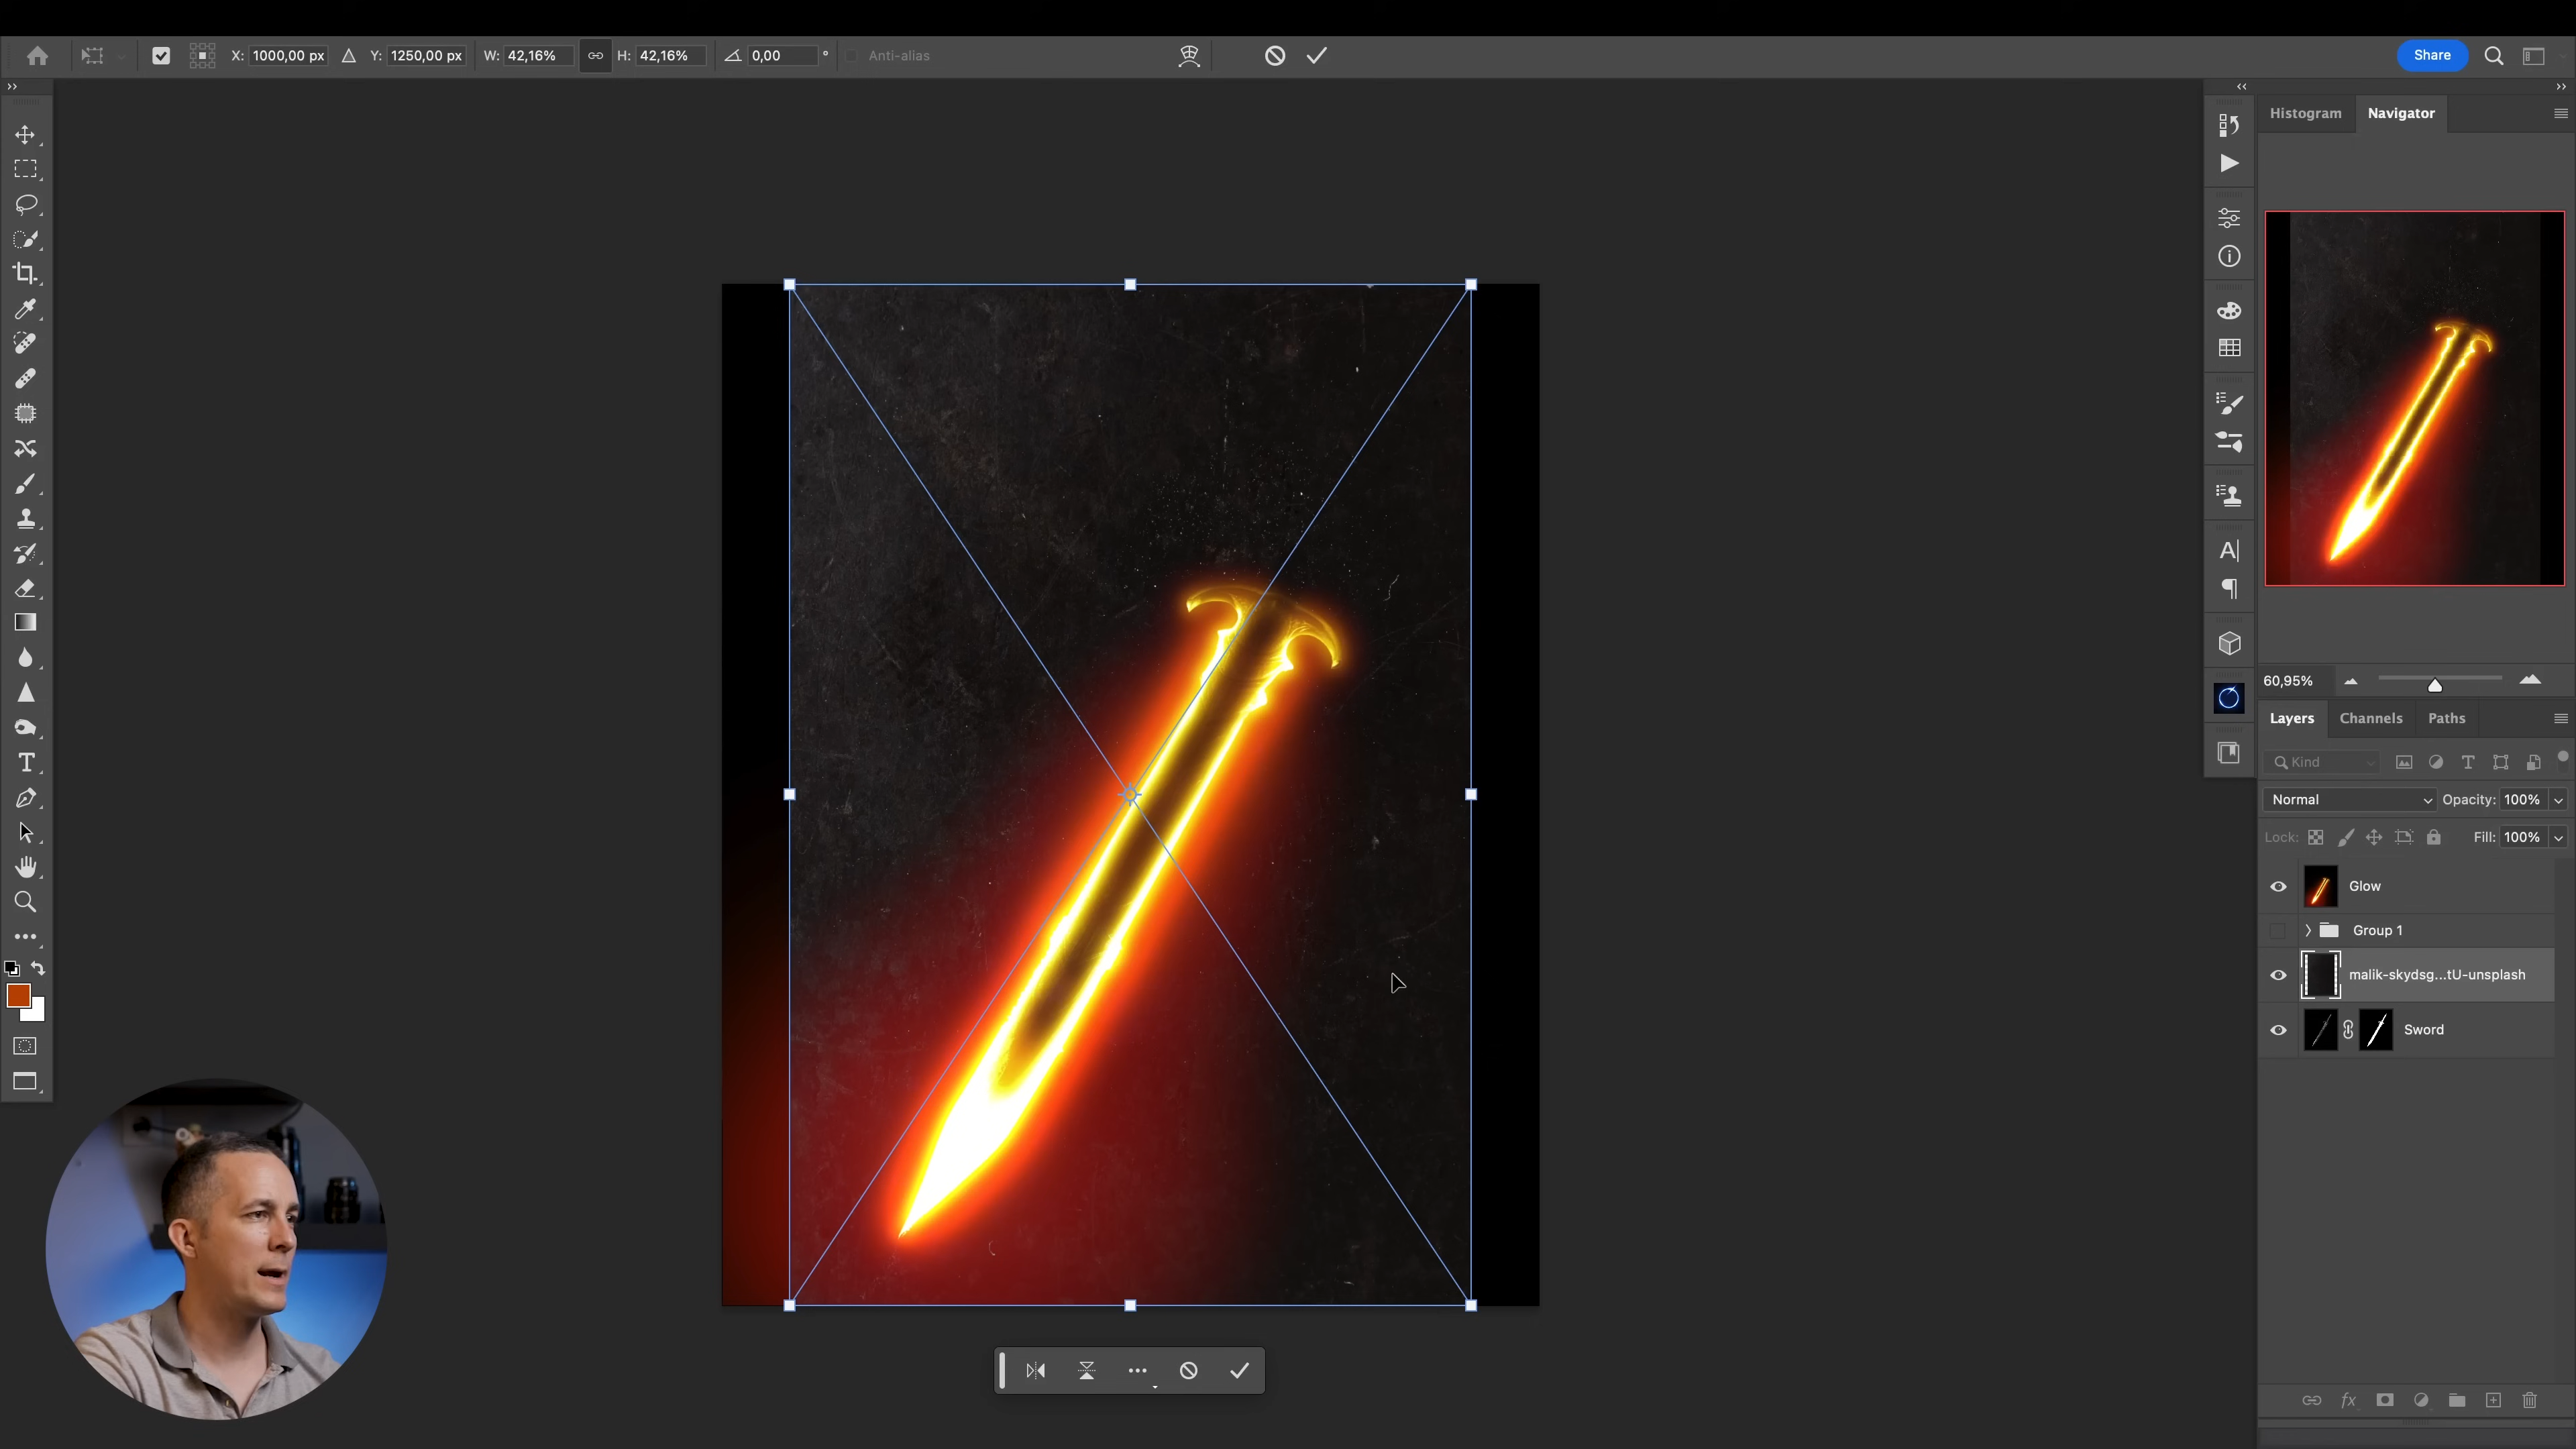 X: 1000,00 px Y: 1250,00 px W: 42,16% H: 42,16% 0,00 ° Anti-alias Share
Histogram Navigator
60,95%
Layers Channels Paths
Kind
Normal Opacity: 100%
Lock: Fill: 100%
Glow
Group 1
malik-skydsg...tU-unsplash
Sword